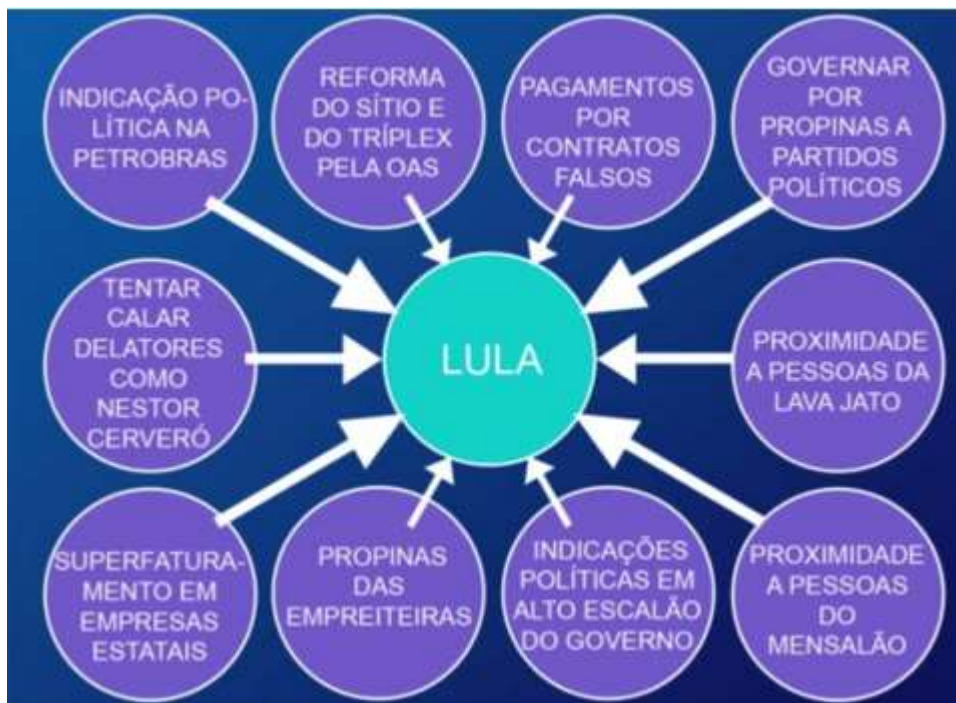 INDICAÇÃO PO-
LÍTICA NA
PETROBRAS
REFORMA
DO SÍTIO E
DO TRÍPLEX
PELA OAS
PAGAMENTOS
POR
CONTRATOS
FALSOS
GOVERNAR
POR
PROPINAS A
PARTIDOS
POLÍTICOS
TENTAR
CALAR
DELATORES
COMO
NESTOR
CERVERÓ
LULA
PROXIMIDADE
A PESSOAS DA
LAVA JATO
SUPERFATURA-
MENTO EM
EMPRESAS
ESTATAIS
PROPINAS
DAS
EMPREITEIRAS
INDICAÇÕES
POLÍTICAS EM
ALTO ESCALÃO
DO GOVERNO
PROXIMIDADE
A PESSOAS
DO
MENSALÃO